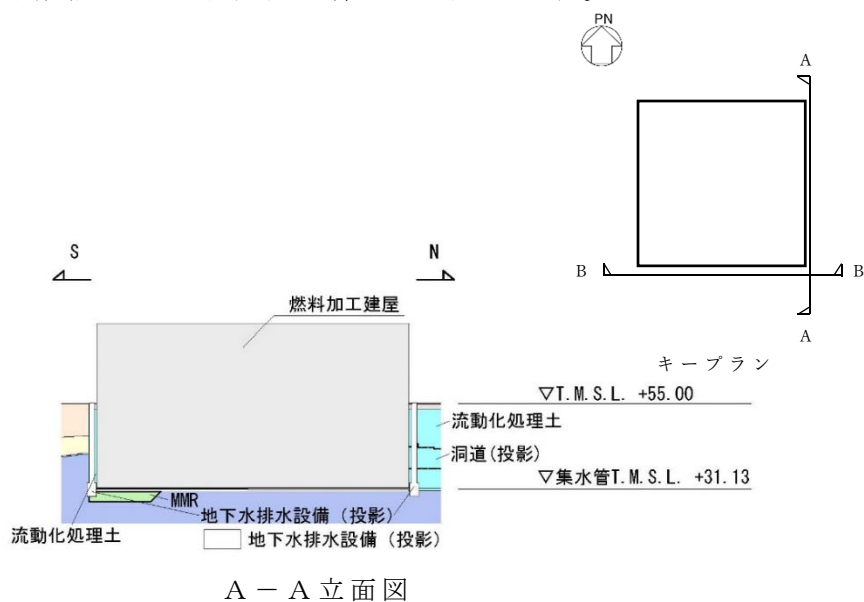 PN
A
B
B
A
キープラン
S
N
燃料加工建屋
▽T.M.S.L. +55.00
流動化処理土
洞道(投影)
▽集水管T.M.S.L. +31.13
MMR
地下水排水設備（投影）
流動化処理土
地下水排水設備（投影）
A－A立面図